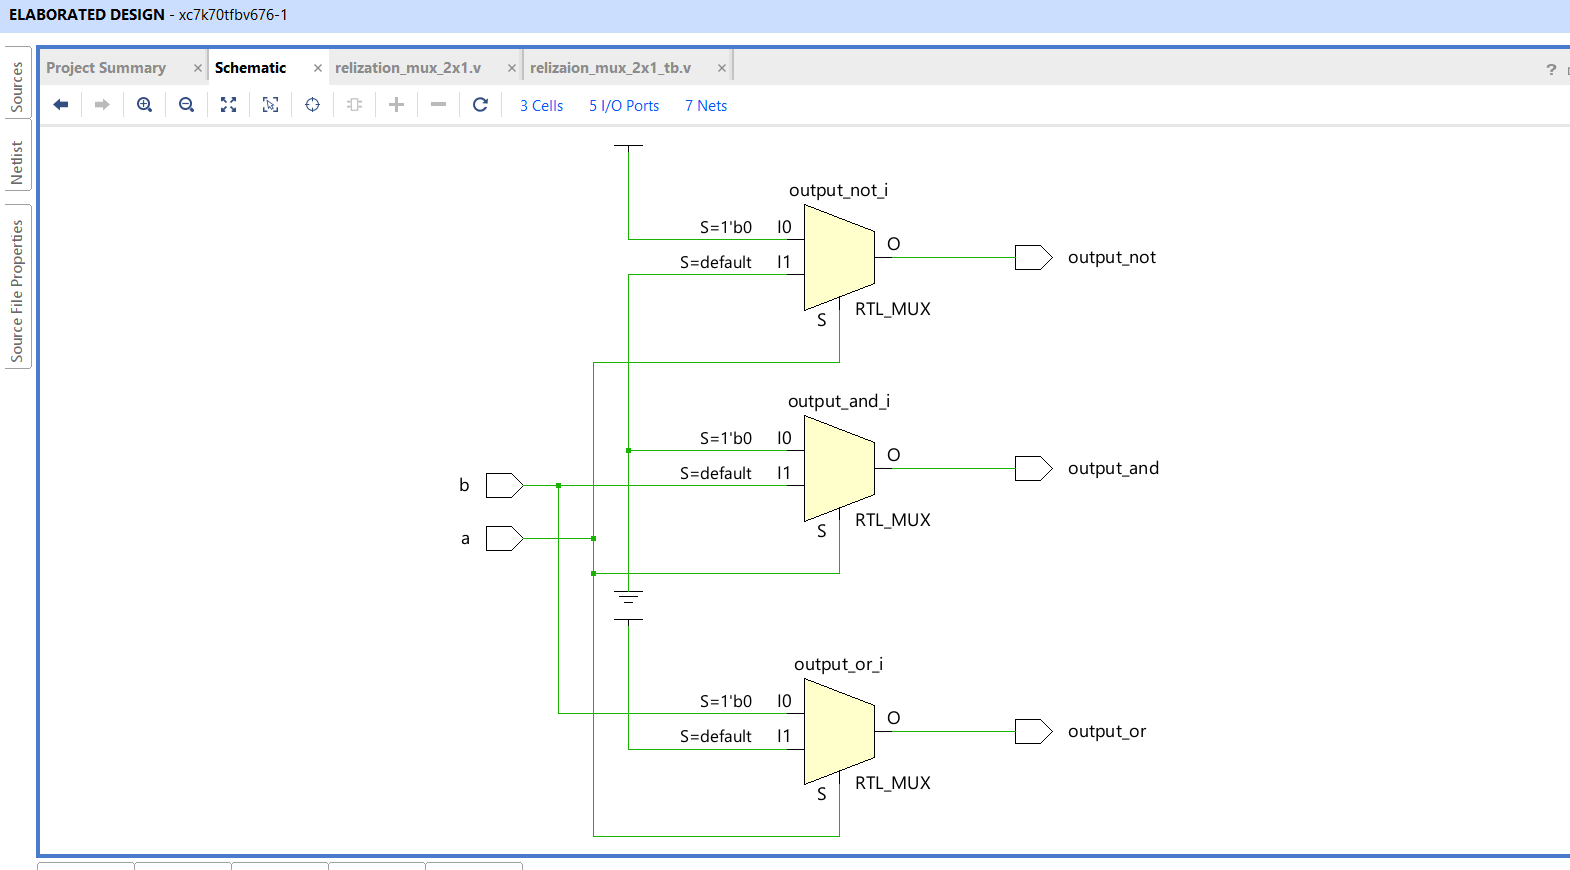 ELABORATED DESIGN - xc7k70tfbv676-1
Sources
Netlist
Source File Properties
Project Summary × Schematic × relization_mux_2x1.v × relizaion_mux_2x1_tb.v × ?
3 Cells 5 I/O Ports 7 Nets
output_not_i
S=1'b0 I0
O
output_not
S=default I1
RTL_MUX
S
output_and_i
S=1'b0 I0
O
output_and
S=default I1
b
RTL_MUX
S
a
output_or_i
S=1'b0 I0
O
output_or
S=default I1
RTL_MUX
S